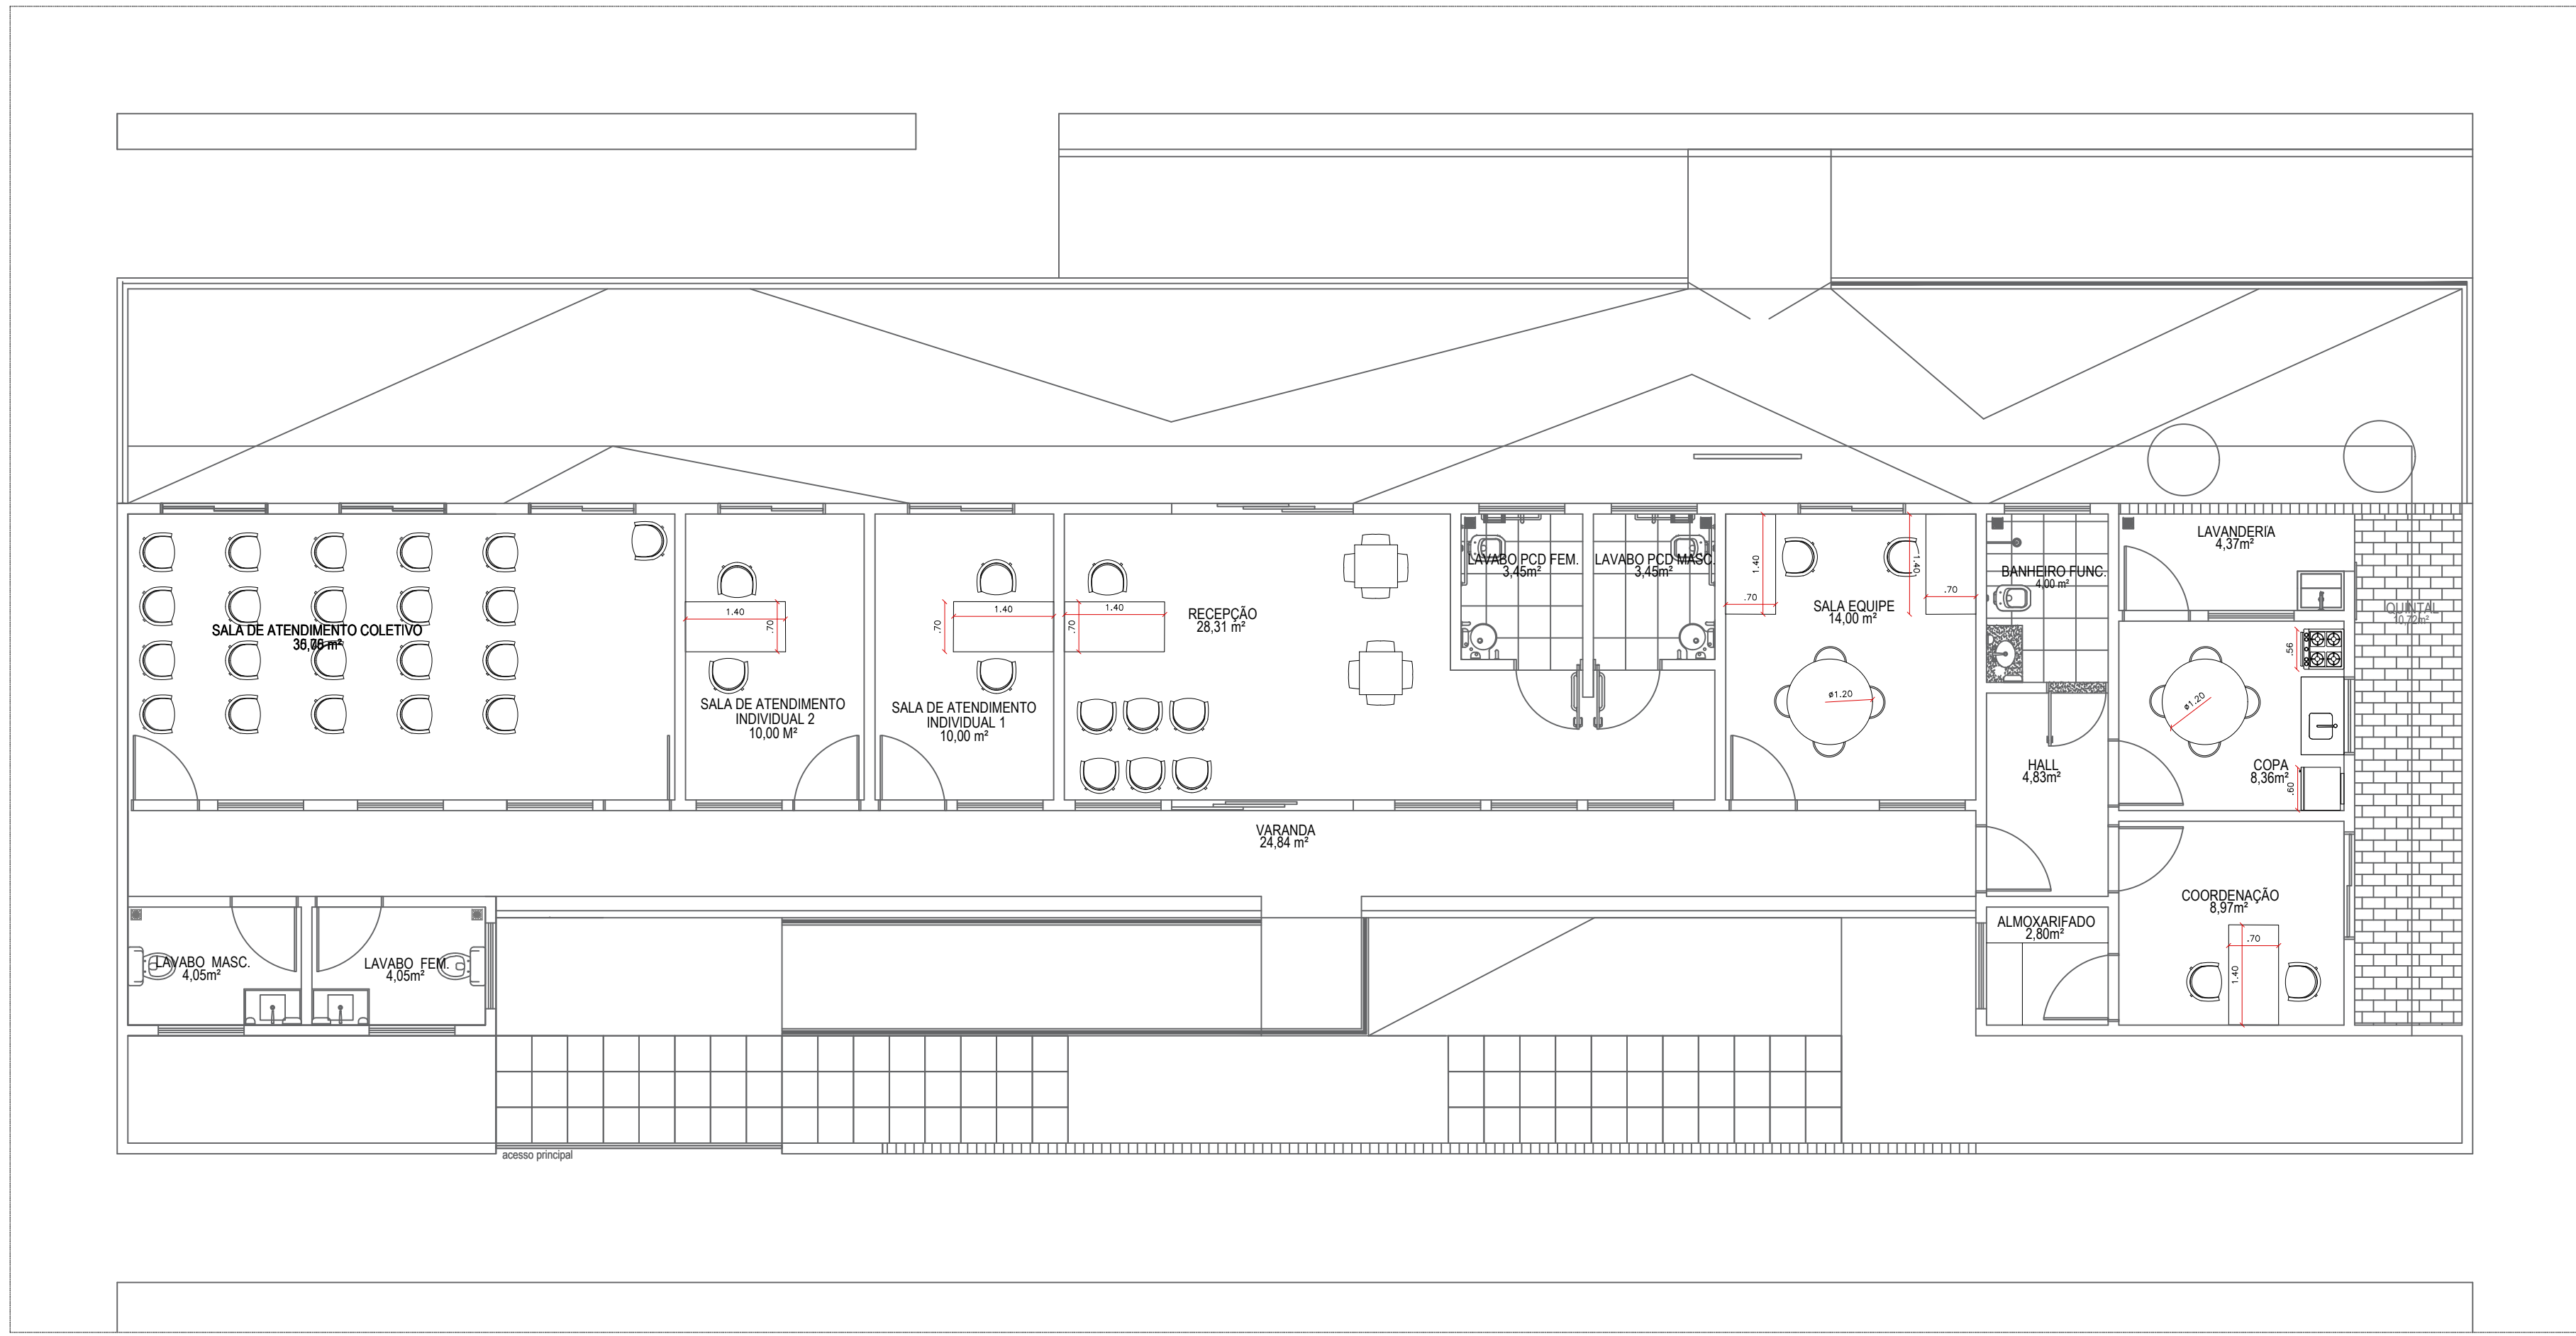 LAVANDERIA
4,37m²
LAVABO PCD FEM.
3,45m²
LAVABO PCD MASC.
3,45m²
1.40
.70
1.40
.70
SALA EQUIPE
14,00 m²
ø1.20
BANHEIRO FUNC.
4,00 m²
QUINTAL
10,72m²
SALA DE ATENDIMENTO COLETIVO
1.40
.70
SALA DE ATENDIMENTO
INDIVIDUAL 2
10,00 M²
.70
1.40
SALA DE ATENDIMENTO
INDIVIDUAL 1
10,00 m²
1.40
.70
RECEPÇÃO
28,31 m²
.56
ø1.20
COPA
8,36m²
.60
HALL
4,83m²
VARANDA
24,84 m²
COORDENAÇÃO
8,97m²
.70
1.40
ALMOXARIFADO
2,80m²
LAVABO MASC.
4,05m²
LAVABO FEM.
4,05m²
acesso principal